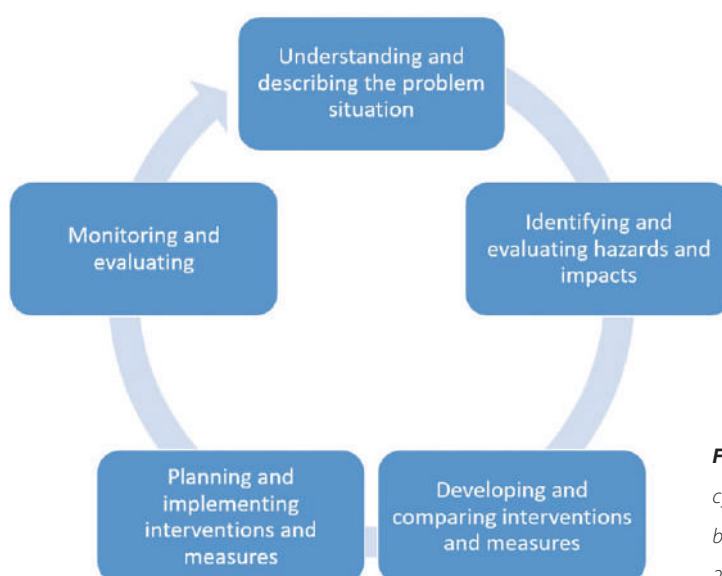 Understanding and
describing the problem
situation
Identifying and
evaluating hazards and
impacts
Developing and
comparing interventions
and measures
Planning and
implementing
interventions and
measures
Monitoring and
evaluating
F